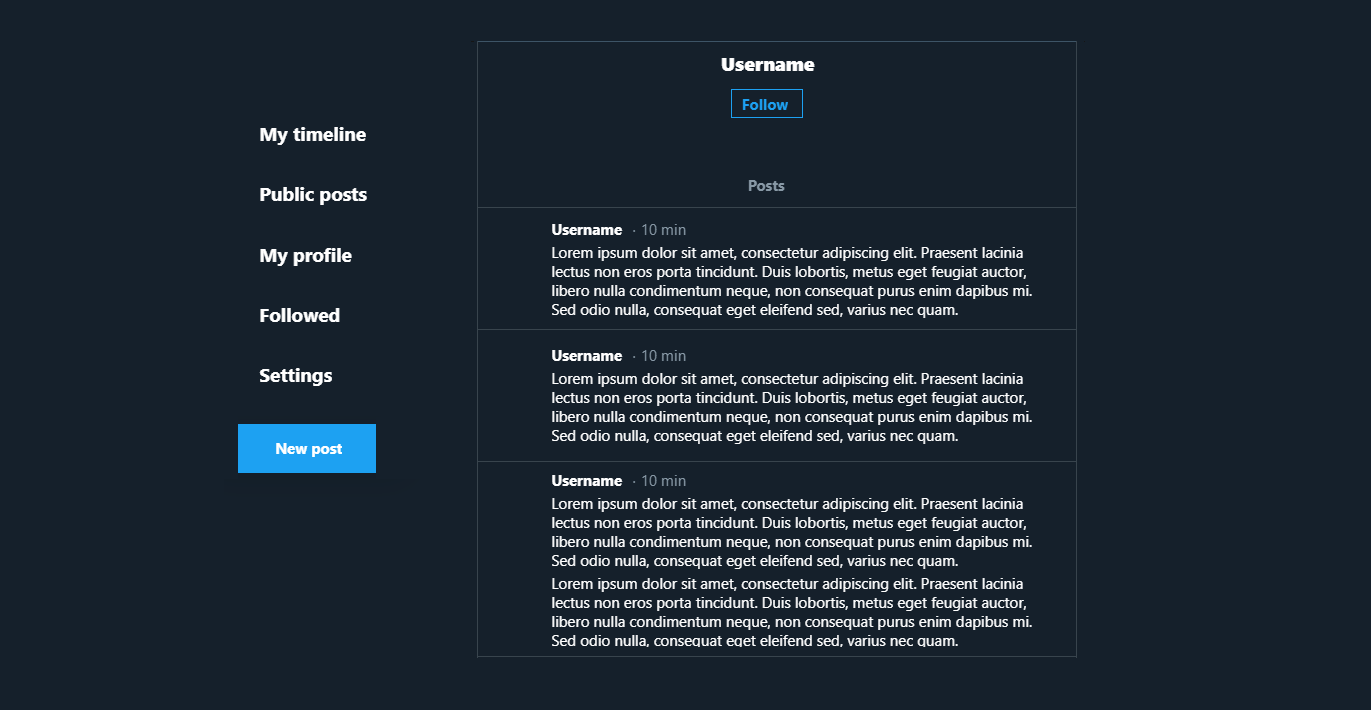 My timeline
Public posts
My profile
Followed
Settings
New post
Username
Follow
Posts
Username · 10 min
Lorem ipsum dolor sit amet, consectetur adipiscing elit. Praesent lacinia
lectus non eros porta tincidunt. Duis lobortis, metus eget feugiat auctor,
libero nulla condimentum neque, non consequat purus enim dapibus mi.
Sed odio nulla, consequat eget eleifend sed, varius nec quam.
Username · 10 min
Lorem ipsum dolor sit amet, consectetur adipiscing elit. Praesent lacinia
lectus non eros porta tincidunt. Duis lobortis, metus eget feugiat auctor,
libero nulla condimentum neque, non consequat purus enim dapibus mi.
Sed odio nulla, consequat eget eleifend sed, varius nec quam.
Username · 10 min
Lorem ipsum dolor sit amet, consectetur adipiscing elit. Praesent lacinia
lectus non eros porta tincidunt. Duis lobortis, metus eget feugiat auctor,
libero nulla condimentum neque, non consequat purus enim dapibus mi.
Sed odio nulla, consequat eget eleifend sed, varius nec quam.
Lorem ipsum dolor sit amet, consectetur adipiscing elit. Praesent lacinia
lectus non eros porta tincidunt. Duis lobortis, metus eget feugiat auctor,
libero nulla condimentum neque, non consequat purus enim dapibus mi.
Sed odio nulla, consequat eget eleifend sed, varius nec quam.